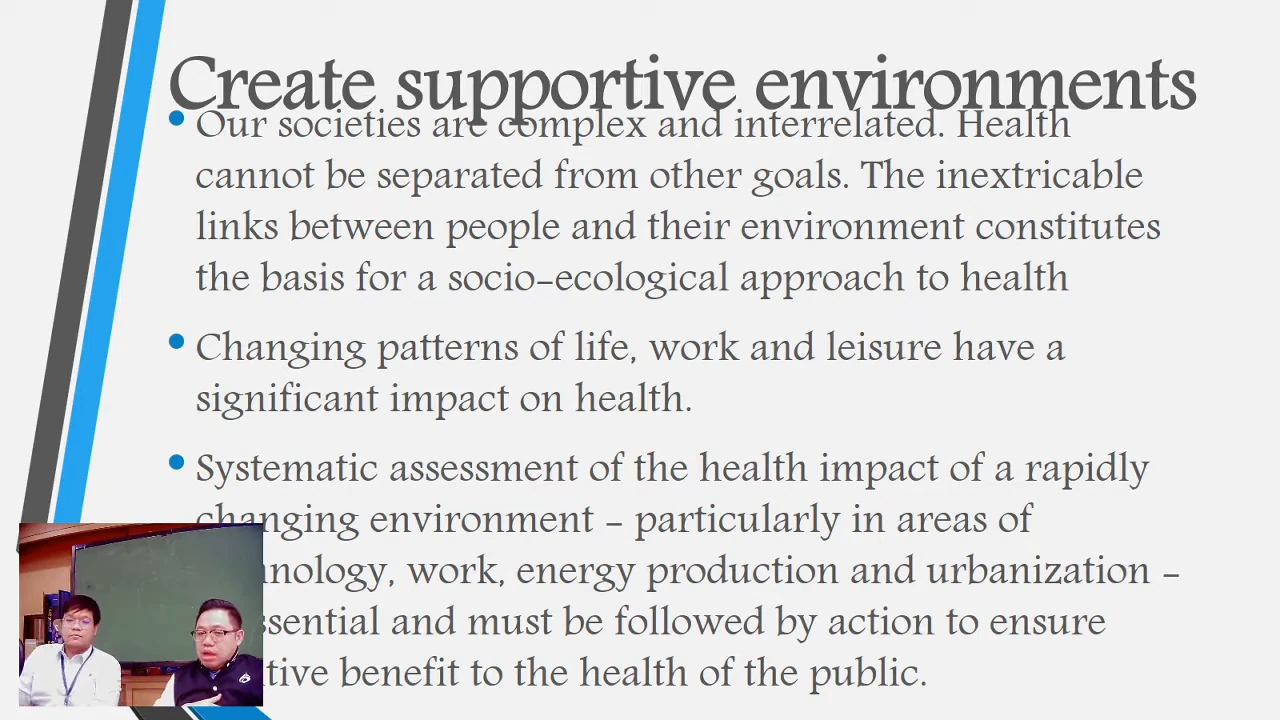 Create supportive environments
• Our societies are complex and interrelated. Health
cannot be separated from other goals. The inextricable
links between people and their environment constitutes
the basis for a socio-ecological approach to health
• Changing patterns of life, work and leisure have a
significant impact on health.
• Systematic assessment of the health impact of a rapidly
changing environment – particularly in areas of
hnology, work, energy production and urbanization –
ssential and must be followed by action to ensure
tive benefit to the health of the public.